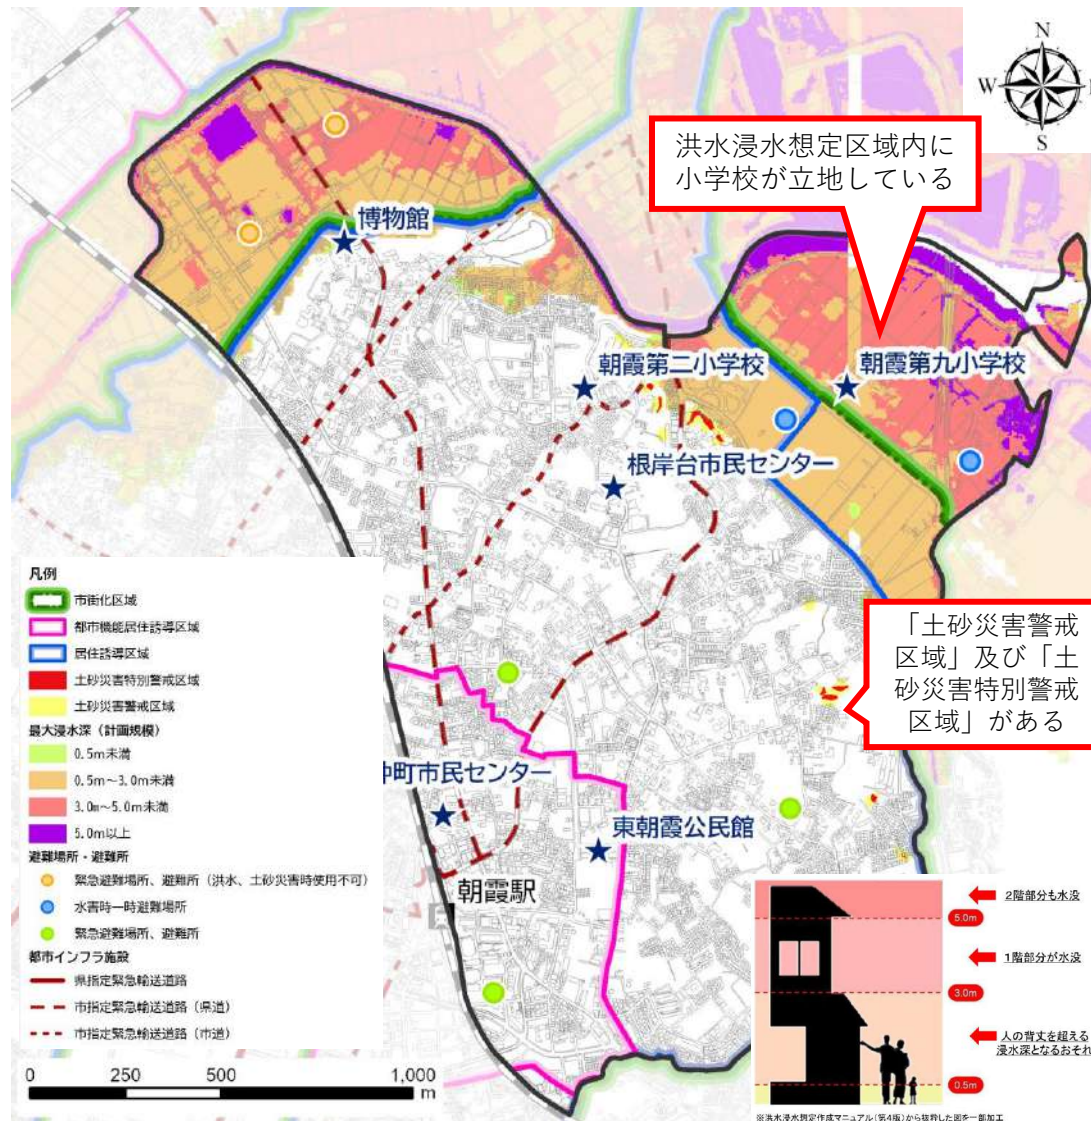 N
W
S
洪水浸水想定区域内に
小学校が立地している
博物館
朝霞第二小学校
朝霞第九小学校
根岸台市民センター
「土砂災害警戒
区域」及び「土
砂災害特別警戒
区域」がある
仲町市民センター
東朝霞公民館
朝霞駅
凡例
市街化区域
都市機能居住誘導区域
居住誘導区域
土砂災害特別警戒区域
土砂災害警戒区域
最大浸水深（計画規模）
0.5m未満
0.5m～3.0m未満
3.0m～5.0m未満
5.0m以上
避難場所・避難所
緊急避難場所、避難所（洪水、土砂災害時使用不可）
水害時一時避難場所
緊急避難場所、避難所
都市インフラ施設
県指定緊急輸送道路
市指定緊急輸送道路（県道）
市指定緊急輸送道路（市道）
0 250 500 1,000
m
2階部分も水没
5.0m
1階部分が水没
3.0m
人の背丈を超える
浸水深となるおそれ
0.5m
※洪水浸水想定作成マニュアル（第4版）から抜粋した図を一部加工